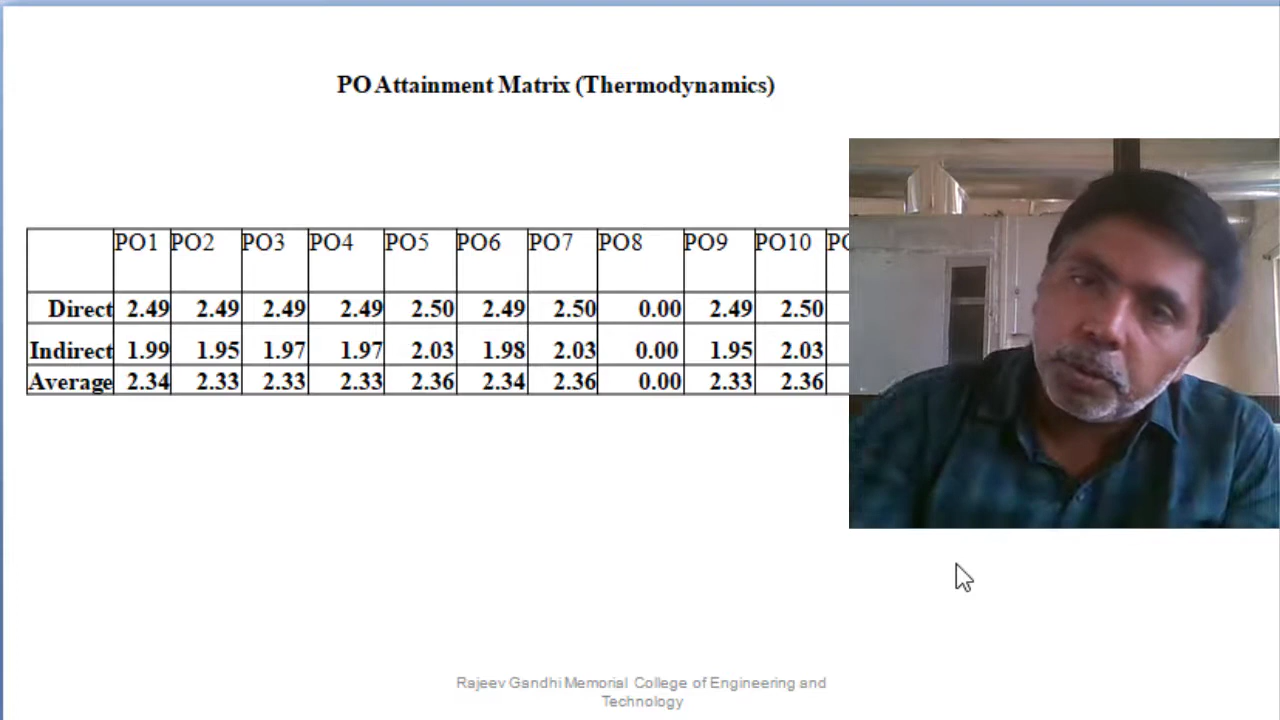 PO Attainment Matrix (Thermodynamics)
PO1 PO2 PO3 PO4 PO5 PO6 PO7 PO8 PO9 PO10
Direct 2.49 2.49 2.49 2.49 2.50 2.49 2.50 0.00 2.49 2.50
Indirect 1.99 1.95 1.97 1.97 2.03 1.98 2.03 0.00 1.95 2.03
Average 2.34 2.33 2.33 2.33 2.36 2.34 2.36 0.00 2.33 2.36
Rajeev Gandhi Memorial College of Engineering and
Technology